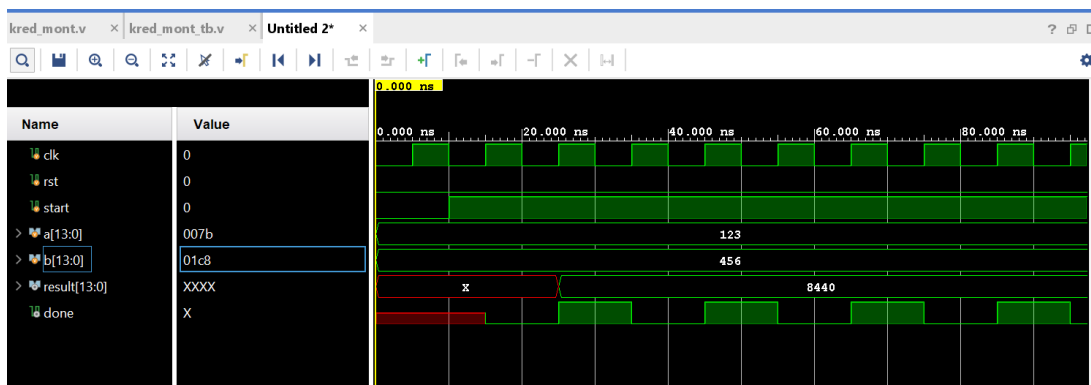 kred_mont.v × kred_mont_tb.v × Untitled 2* ×
0.000 ns
Name Value
0.000 ns 20.000 ns 40.000 ns 60.000 ns 80.000 ns
clk 0
rst 0
start 0
a[13:0] 007b 123
b[13:0] 01c8 456
result[13:0] XXXX X 8440
done X